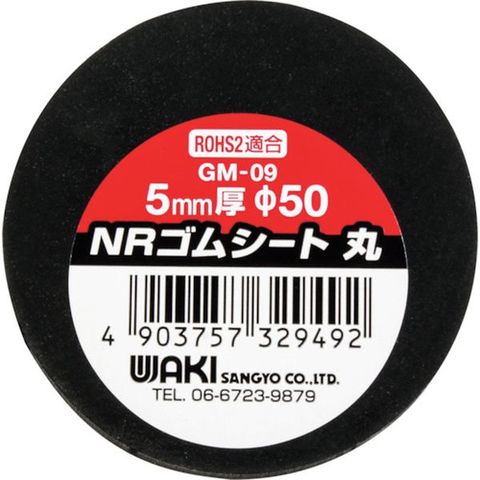 ROHS2適合
GM-09
5mm厚 φ50
NRゴムシート 丸
4 903757 329492
WAKI SANGYO CO.,LTD.
TEL. 06-6723-9879